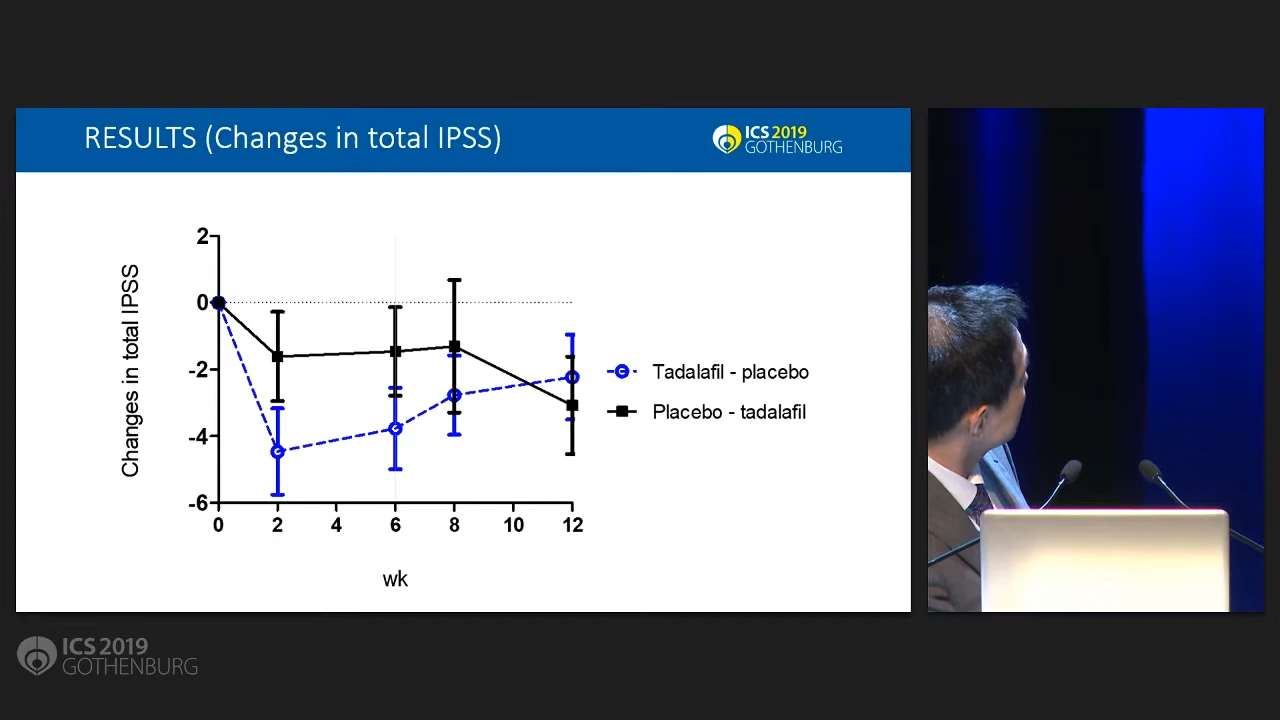 RESULTS (Changes in total IPSS)
ICS 2019
GOTHENBURG
Changes in total IPSS
2
0
-2
-4
-6
0 2 4 6 8 10 12
wk
Tadalafil - placebo
Placebo - tadalafil
ICS 2019
GOTHENBURG